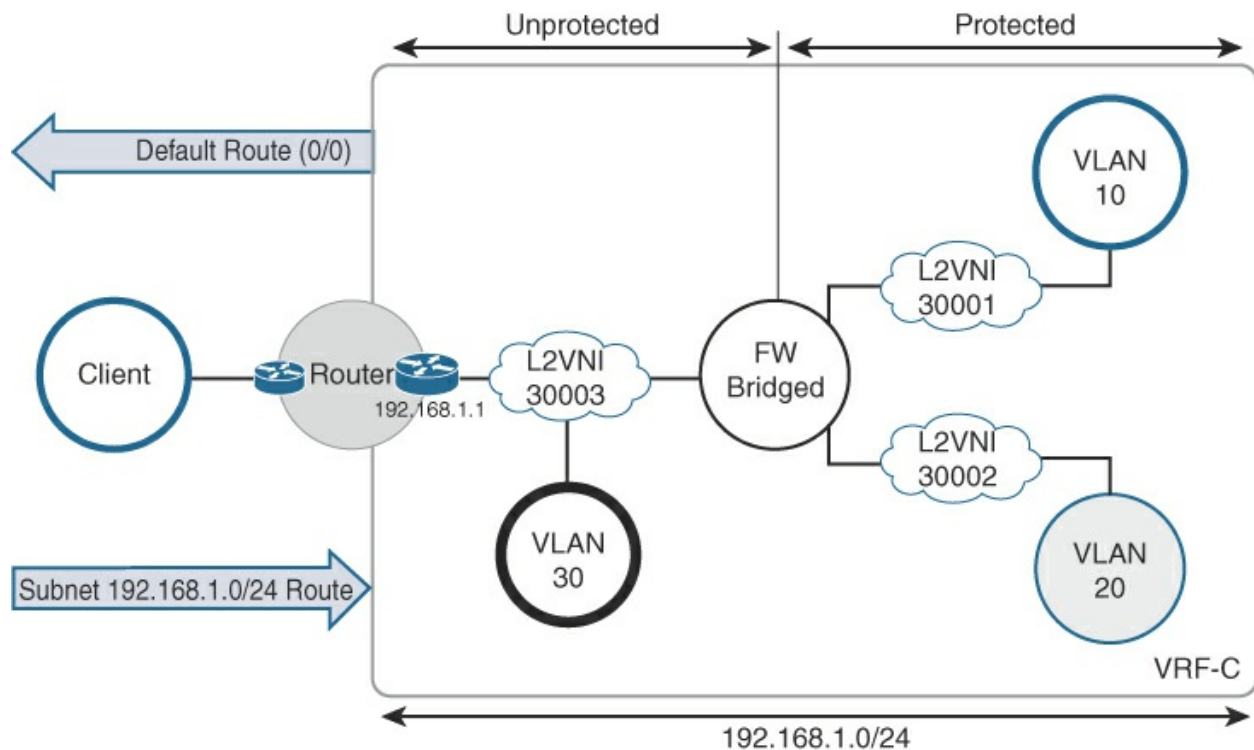 Unprotected
Protected
Default Route (0/0)
VLAN
10
L2VNI
30001
Client
Router
192.168.1.1
L2VNI
30003
FW
Bridged
L2VNI
30002
VLAN
30
VLAN
20
Subnet 192.168.1.0/24 Route
VRF-C
192.168.1.0/24